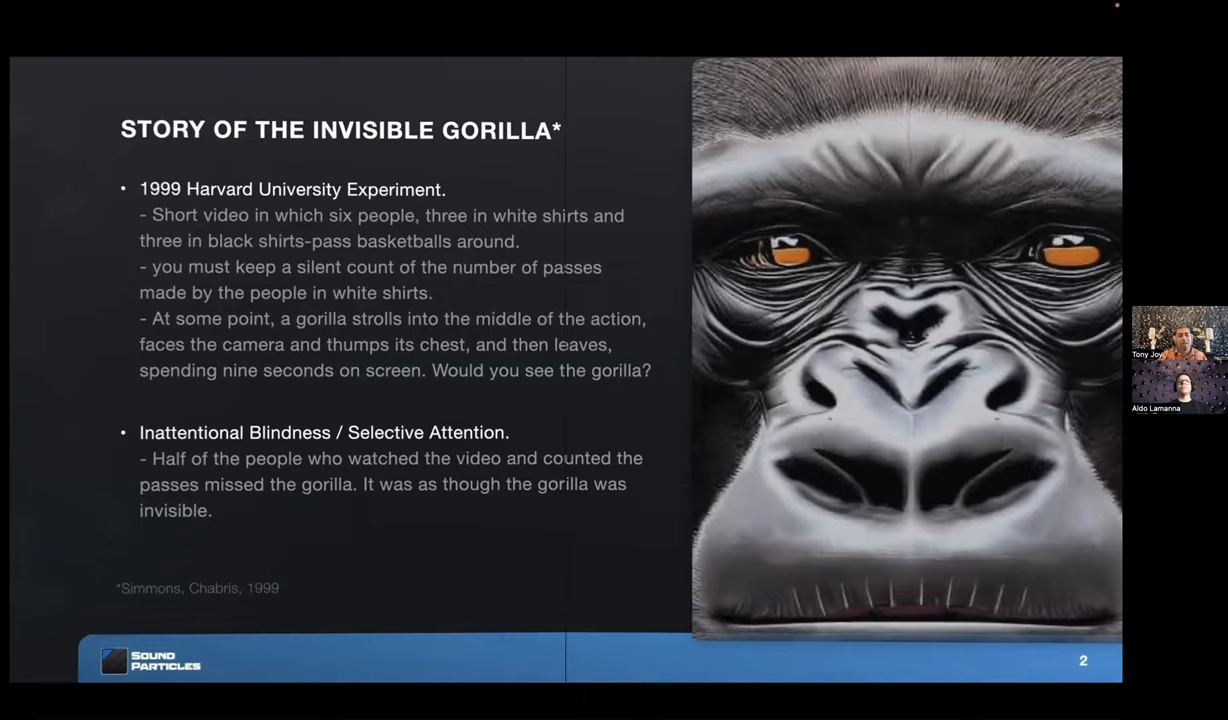 STORY OF THE INVISIBLE GORILLA*
• 1999 Harvard University Experiment.
- Short video in which six people, three in white shirts and
three in black shirts-pass basketballs around.
- you must keep a silent count of the number of passes
made by the people in white shirts.
- At some point, a gorilla strolls into the middle of the action,
faces the camera and thumps its chest, and then leaves,
spending nine seconds on screen. Would you see the gorilla?
• Inattentional Blindness / Selective Attention.
- Half of the people who watched the video and counted the
passes missed the gorilla. It was as though the gorilla was
invisible.
*Simmons, Chabris, 1999
SOUND
PARTICLES
2
Tony Joy
Aldo Lamanna